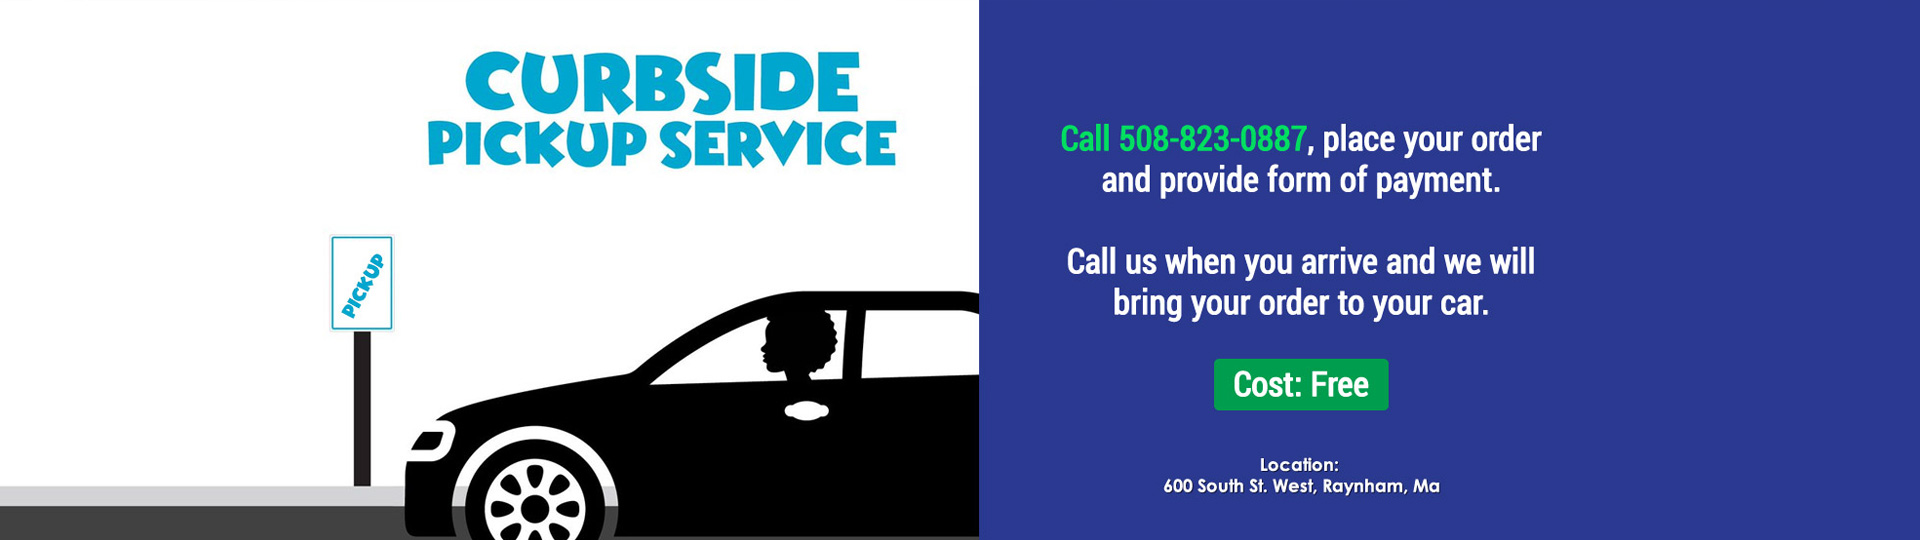 CURBSIDE
PICKUP SERVICE
PICKUP
Call 508-823-0887, place your order
and provide form of payment.
Call us when you arrive and we will
bring your order to your car.
Cost: Free
Location:
600 South St. West, Raynham, Ma